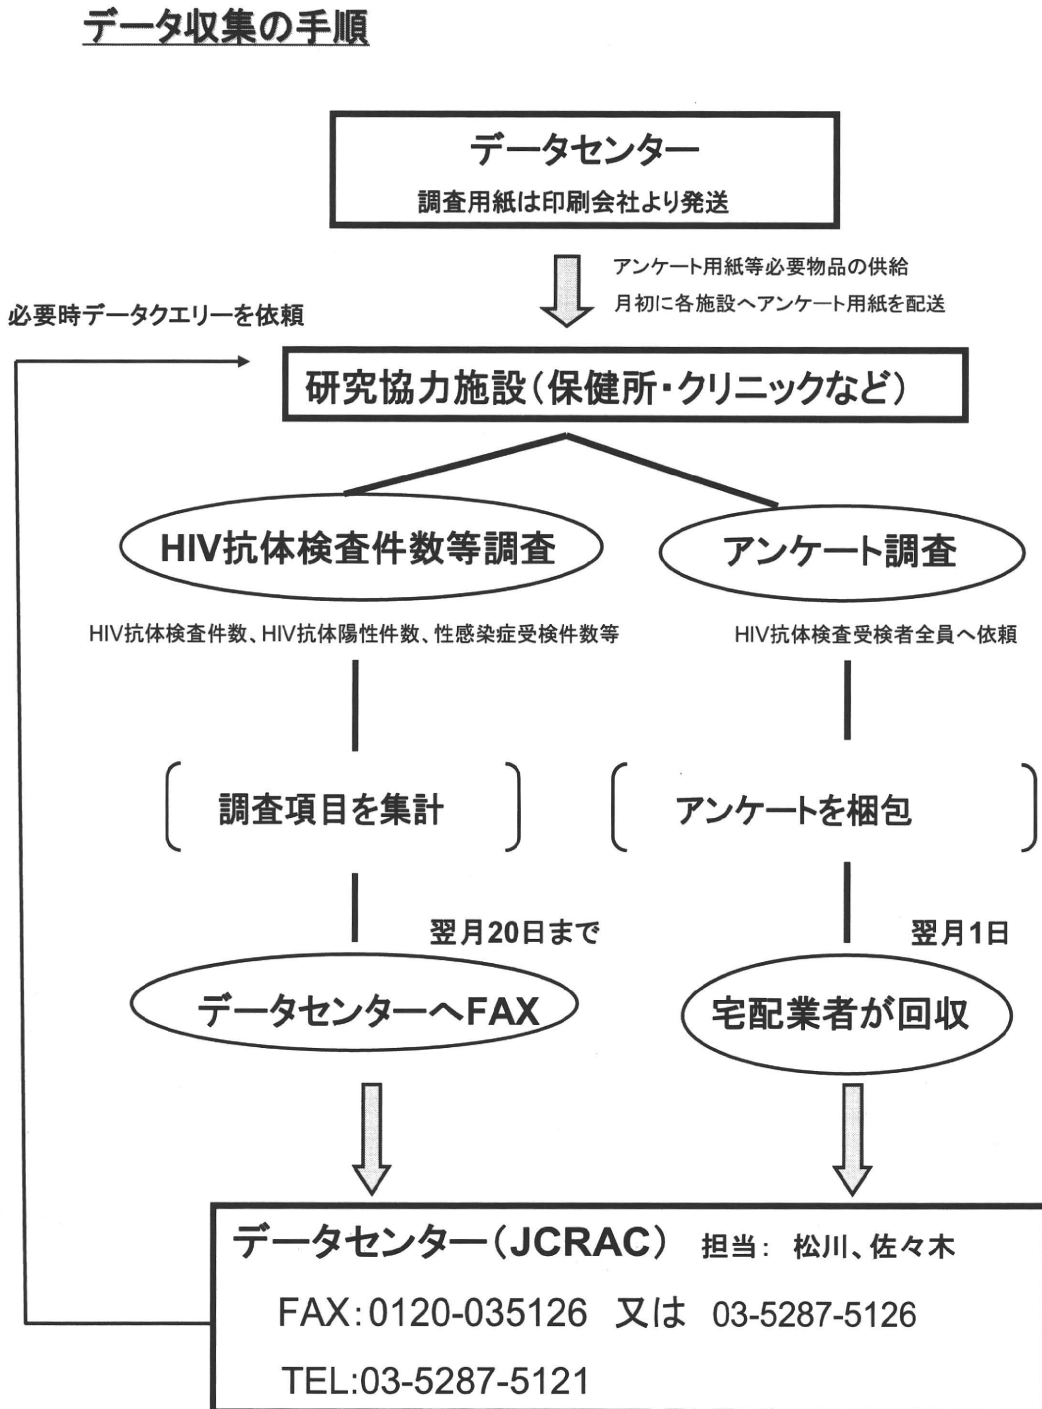 データ収集の手順
データセンター
調査用紙は印刷会社より発送
アンケート用紙等必要物品の供給
月初に各施設へアンケート用紙を配送
必要時データクエリーを依頼
研究協力施設(保健所・クリニックなど)
HIV抗体検査件数等調査
アンケート調査
HIV抗体検査件数、HIV抗体陽性件数、性感染症受検件数等
HIV抗体検査受検者全員へ依頼
調査項目を集計
アンケートを梱包
翌月20日まで
翌月1日
データセンターへFAX
宅配業者が回収
データセンター(JCRAC) 担当: 松川、佐々木
FAX:0120-035126 又は 03-5287-5126
TEL:03-5287-5121